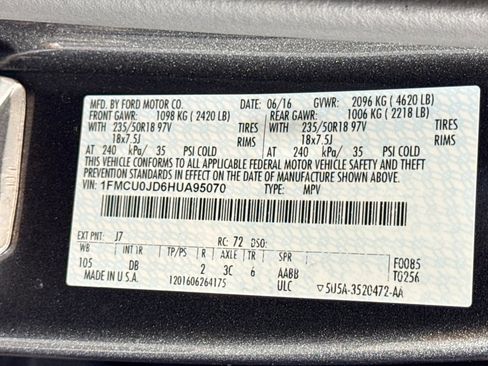 MFD. BY FORD MOTOR CO. 06/16 GVWR: 2096 KG ( 4620 LB)
FRONT GAWR: 1098 KG ( 2420 LB) REAR GAWR: 1006 KG ( 2218 LB)
WITH 235/50R18 97V TIRES WITH 235/50R18 97V TIRES
18x7.5J RIMS 18x7.5J RIMS
AT 240 kPa/ 35 PSI COLD AT 240 kPa/ 35 PSI COLD
THIS VEHICLE CONFORMS TO ALL APPLICABLE FEDERAL MOTOR VEHICLE SAFETY AND THEFT
PREVENTION STANDARDS IN EFFECT ON THE DATE OF MANUFACTURE SHOWN ABOVE.
VIN: 1FMCU0JD6HUA95070 TYPE: MPV
EXT PNT: J7 RC: 72 DSO:
WB INT TR TP/PS R AXLE TR SPR F0085
105 DB 2 3C 6 AABB T0256
MADE IN U.S.A. 1201606264175 ULC ▽5U5A-3520472-AA